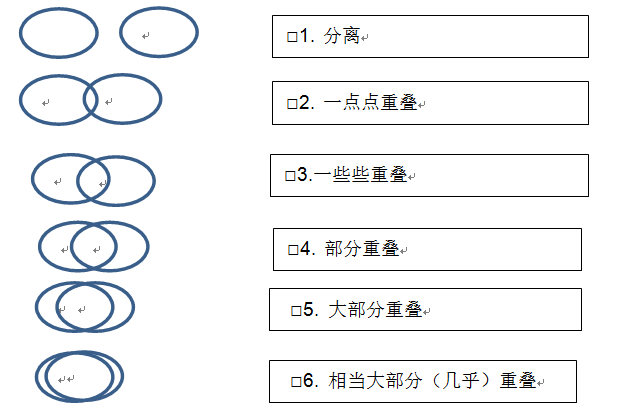 □1. 分离
□2. 一点点重叠
□3.一些些重叠
□4. 部分重叠
□5. 大部分重叠
□6. 相当大部分（几乎）重叠